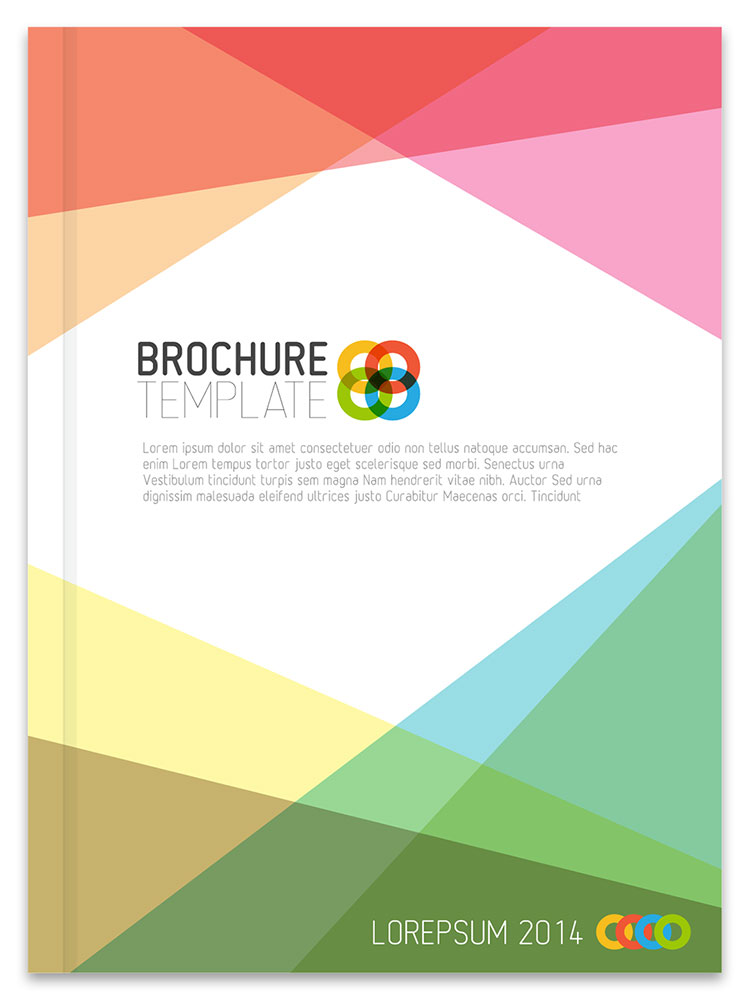 BROCHURE
TEMPLATE
Lorem ipsum dolor sit amet consectetuer odio non tellus natoque accumsan. Sed hac
enim Lorem tempus tortor justo eget scelerisque sed morbi. Senectus urna
Vestibulum tincidunt turpis sem magna Nam hendrerit vitae nibh. Auctor Sed urna
dignissim malesuada eleifend ultrices justo Curabitur Maecenas orci. Tincidunt
LOREPSUM 2014